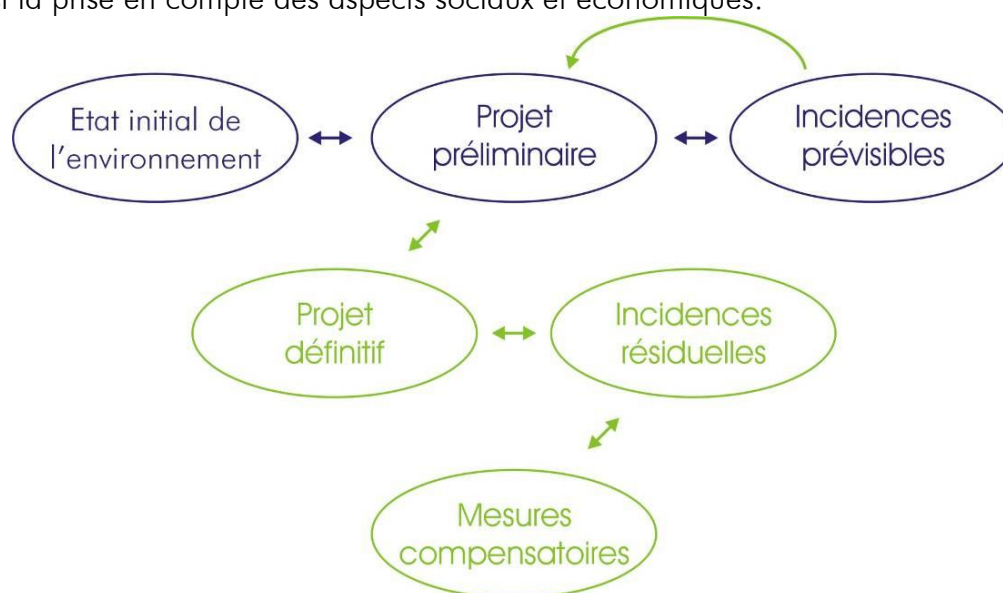 la prise en compte des aspects sociaux et économiques.
Etat initial de
l'environnement
Projet
préliminaire
Incidences
prévisibles
Projet
définitif
Incidences
résiduelles
Mesures
compensatoires